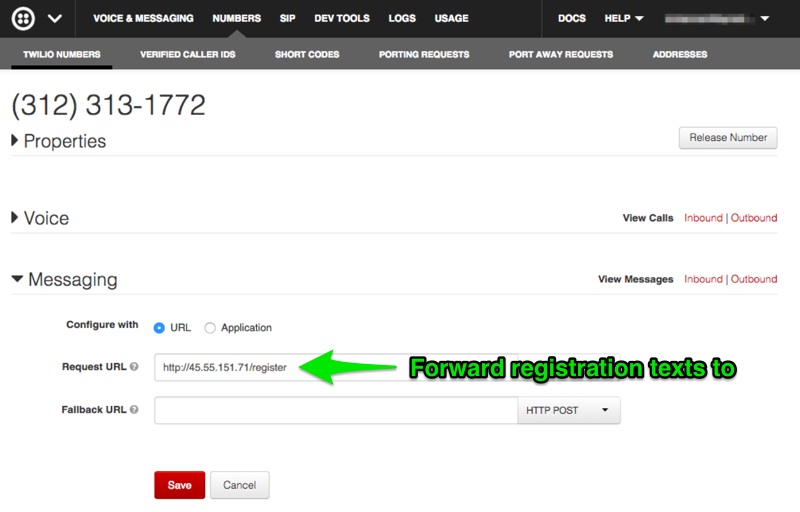 VOICE & MESSAGING NUMBERS SIP DEV TOOLS LOGS USAGE DOCS HELP
TWILIO NUMBERS VERIFIED CALLER IDS SHORT CODES PORTING REQUESTS PORT AWAY REQUESTS ADDRESSES
(312) 313-1772
Properties Release Number
Voice View Calls Inbound | Outbound
Messaging View Messages Inbound | Outbound
Configure with URL Application
Request URL ? http://45.55.151.71/register Forward registration texts to
Fallback URL ? HTTP POST
Save Cancel